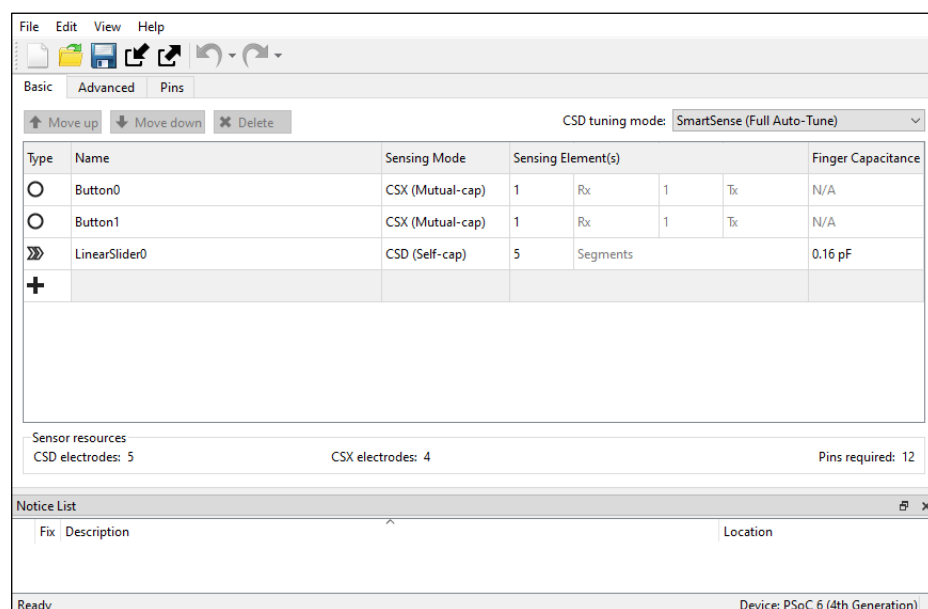 File Edit View Help
Basic Advanced Pins
Move up Move down Delete CSD tuning mode: SmartSense (Full Auto-Tune)
Type Name Sensing Mode Sensing Element(s) Finger Capacitance
Button0 CSX (Mutual-cap) 1 Rx 1 Tx N/A
Button1 CSX (Mutual-cap) 1 Rx 1 Tx N/A
LinearSlider0 CSD (Self-cap) 5 Segments 0.16 pF
Sensor resources
CSD electrodes: 5 CSX electrodes: 4 Pins required: 12
Notice List
Fix Description Location
Ready Device: PSoC 6 (4th Generation)